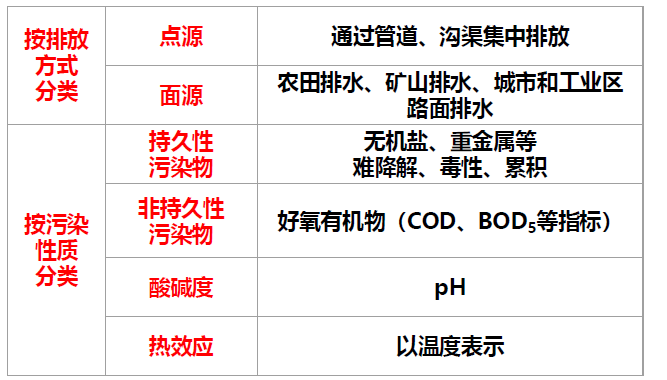 按排放
方式
分类
点源
通过管道、沟渠集中排放
面源
农田排水、矿山排水、城市和工业区
路面排水
按污染
性质
分类
持久性
污染物
无机盐、重金属等
难降解、毒性、累积
非持久性
污染物
好氧有机物（COD、BOD₅等指标）
酸碱度
pH
热效应
以温度表示